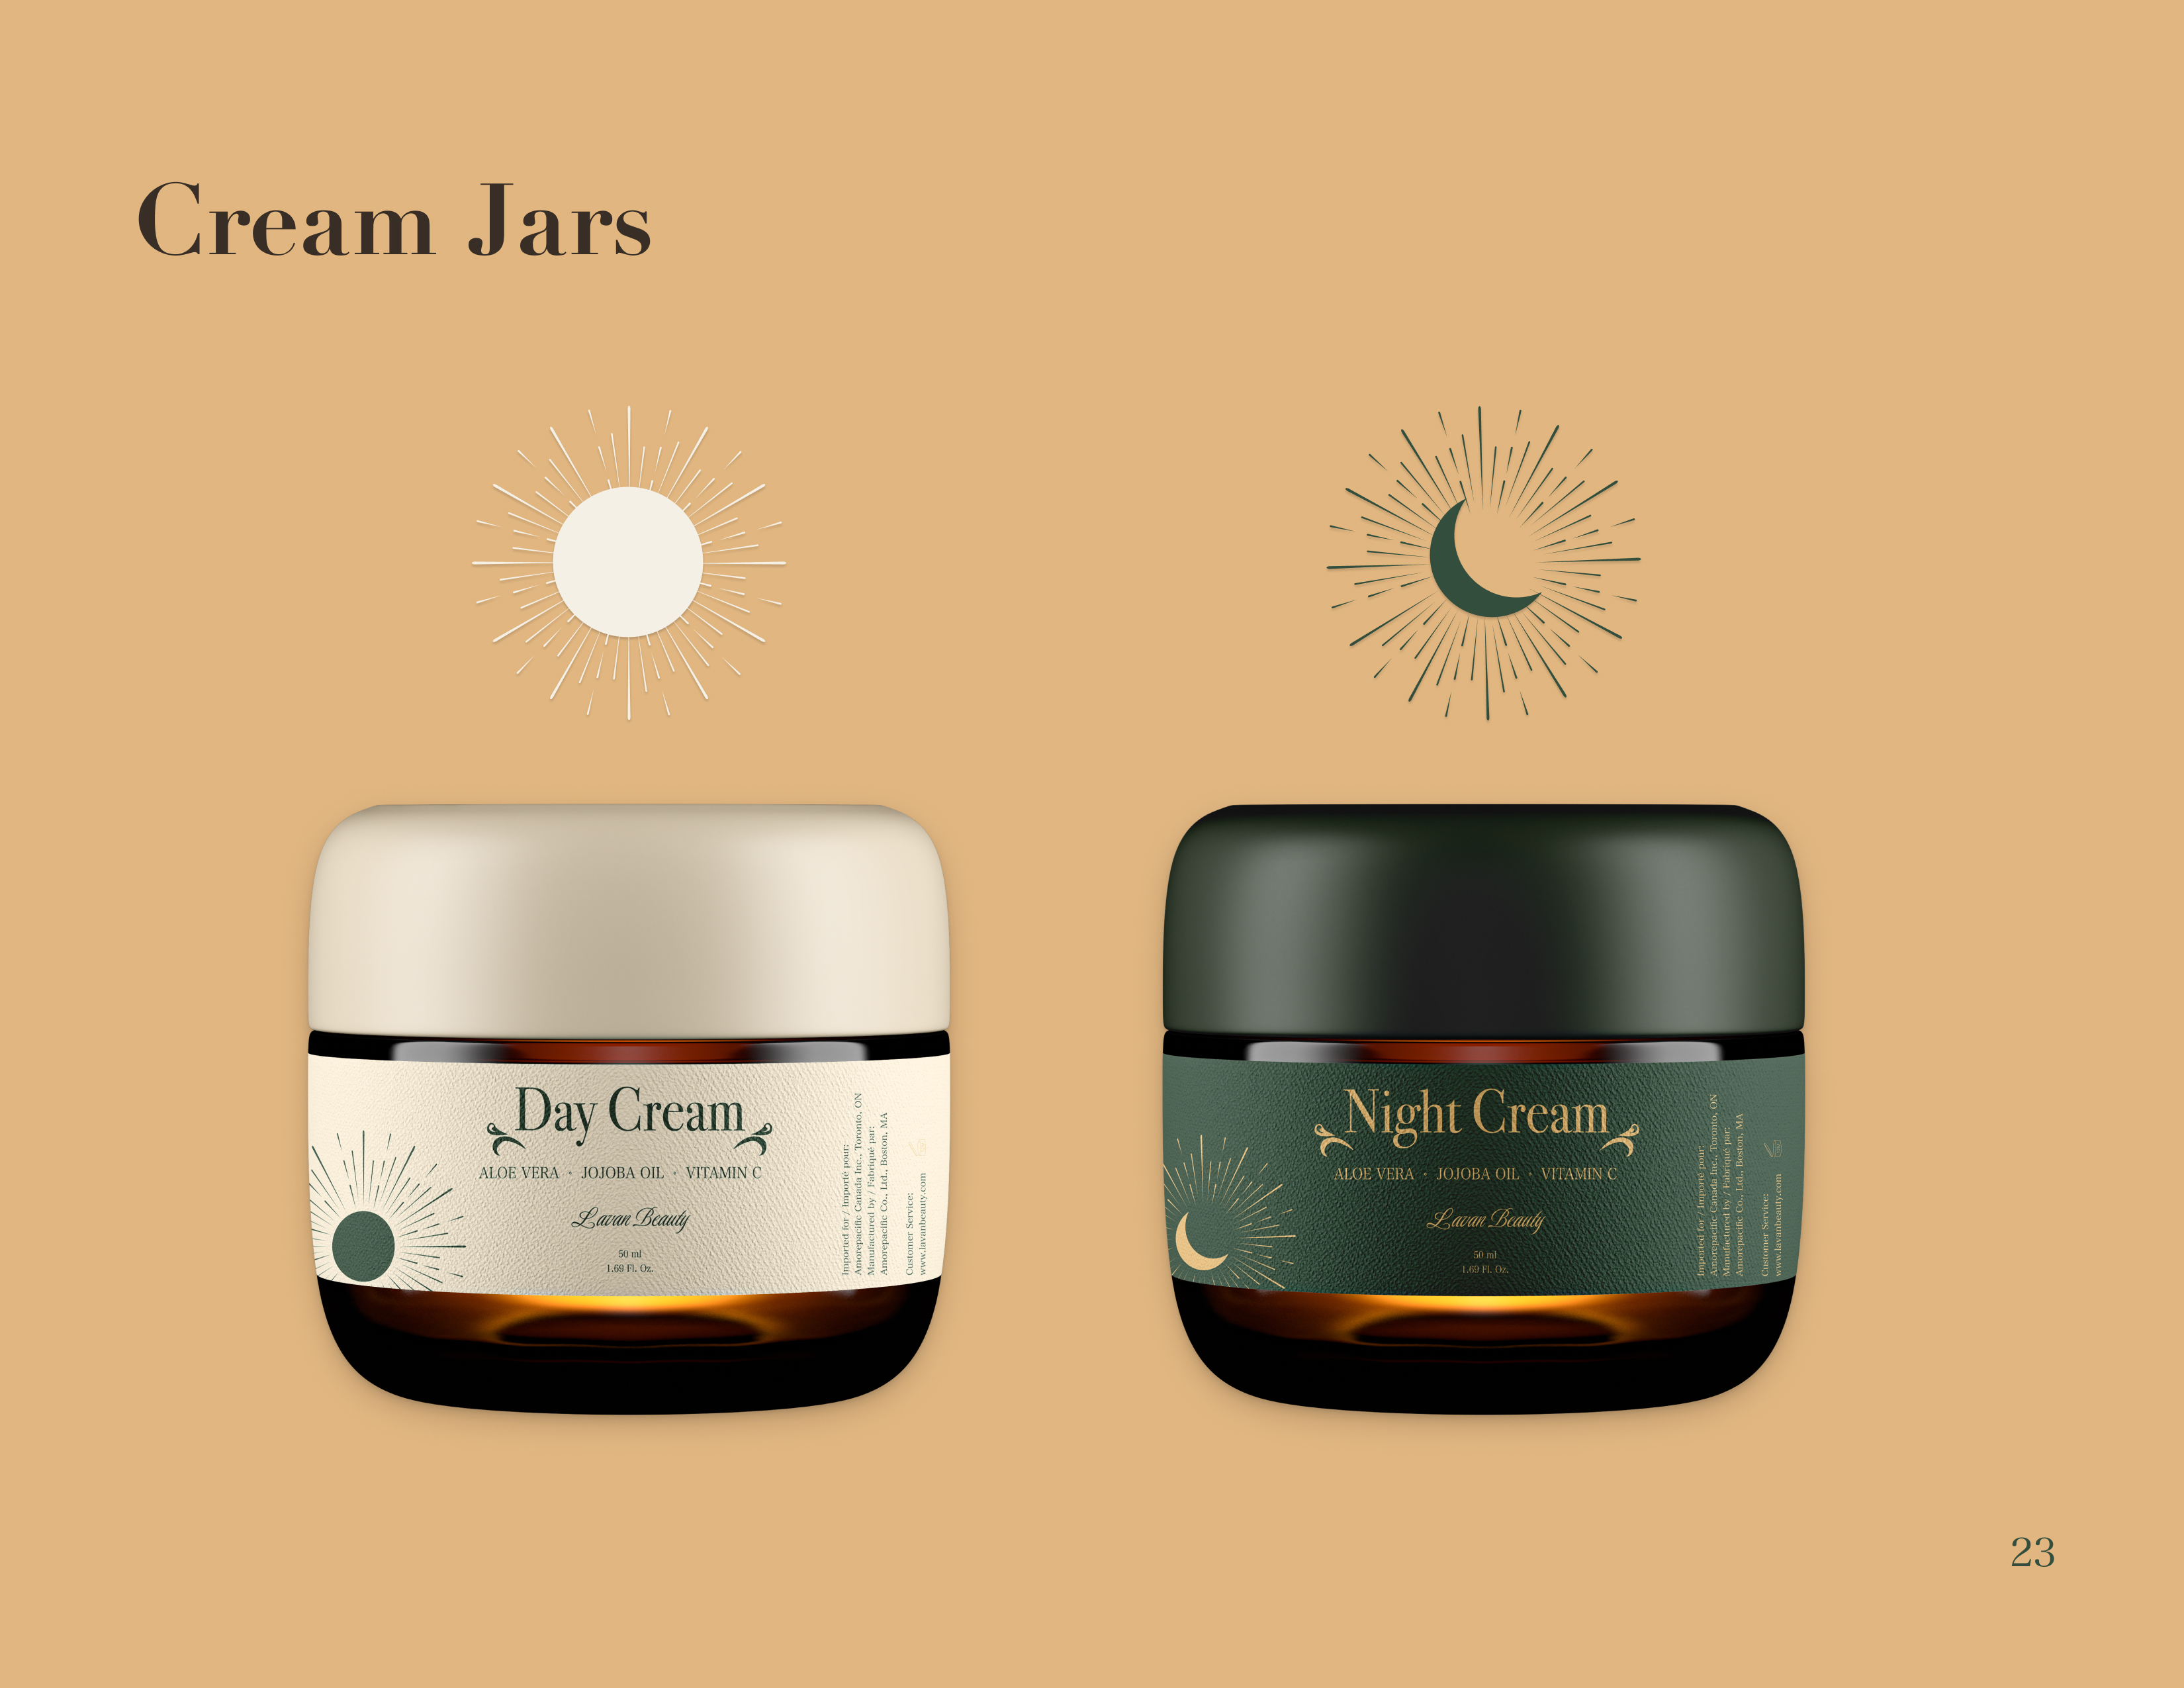 Cream Jars
Day Cream
ALOE VERA • JOJOBA OIL • VITAMIN C
Lavan Beauty
50 ml
1.69 Fl. Oz.
Imported for / Importé pour:
Amorepacific Canada Inc., Toronto, ON
Manufactured by / Fabriqué par:
Amorepacific Co., Ltd., Boston, MA
Customer Service:
www.lavanbeauty.com
Night Cream
ALOE VERA • JOJOBA OIL • VITAMIN C
Lavan Beauty
50 ml
1.69 Fl. Oz.
Imported for / Importé pour:
Amorepacific Canada Inc., Toronto, ON
Manufactured by / Fabriqué par:
Amorepacific Co., Ltd., Boston, MA
Customer Service:
www.lavanbeauty.com
23